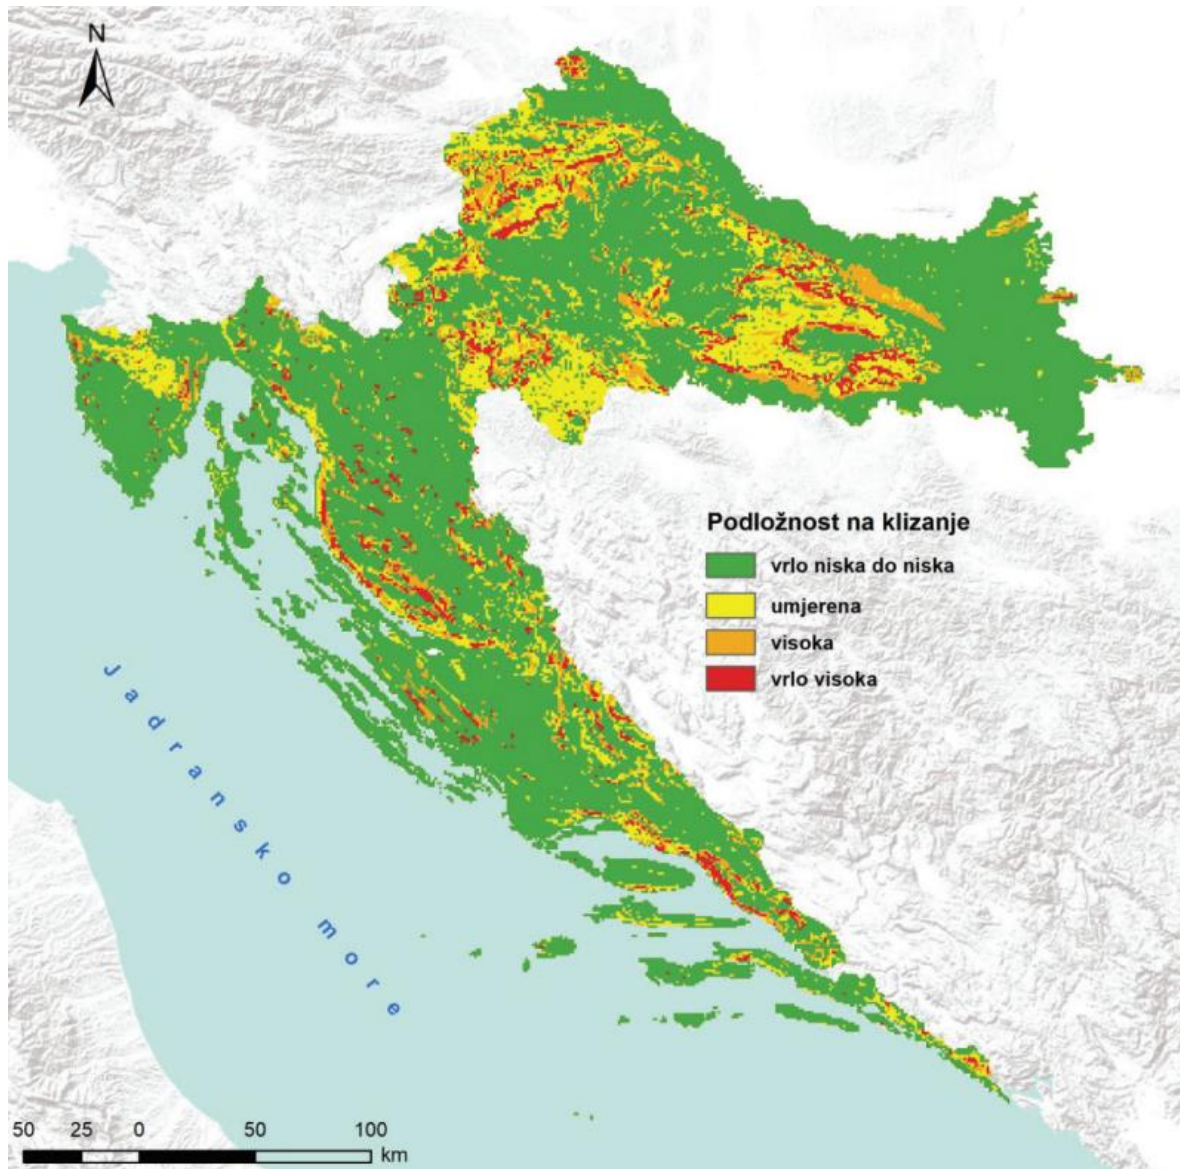 N
Podložnost na klizanje
vrlo niska do niska
umjerena
visoka
vrlo visoka
Jadransko more
50 25 0 50 100
km